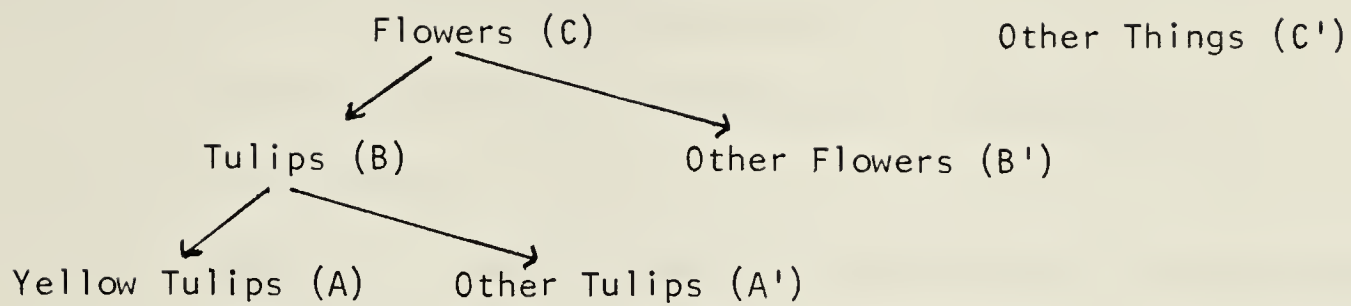 Flowers (C) Other Things (C')
Tulips (B) Other Flowers (B')
Yellow Tulips (A) Other Tulips (A')